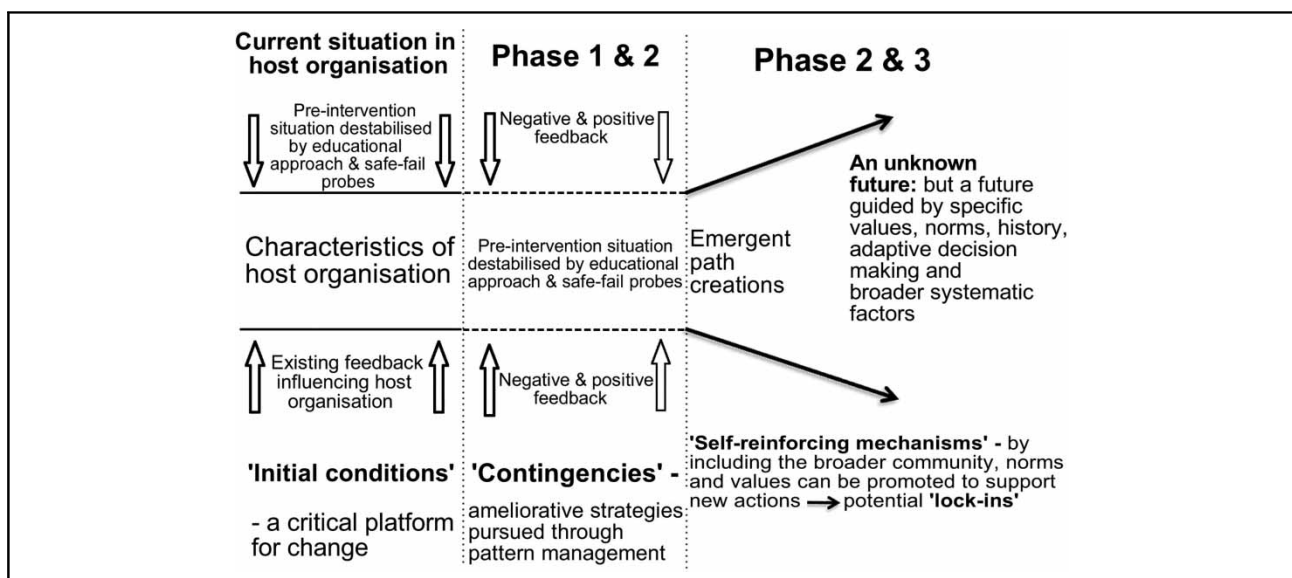 Current situation in
host organisation
Pre-intervention
situation destabilised
by educational
approach & safe-fail
probes
Characteristics of
host organisation
Existing feedback
influencing host
organisation
'Initial conditions'
- a critical platform
for change
Phase 1 & 2
Negative & positive
feedback
Pre-intervention situation
destabilised by educational
approach & safe-fail probes
Negative & positive
feedback
'Contingencies' -
ameliorative strategies
pursued through
pattern management
Phase 2 & 3
Emergent
path
creations
An unknown
future: but a future
guided by specific
values, norms, history,
adaptive decision
making and
broader systematic
factors
'Self-reinforcing mechanisms' - by
including the broader community, norms
and values can be promoted to support
new actions → potential 'lock-ins'